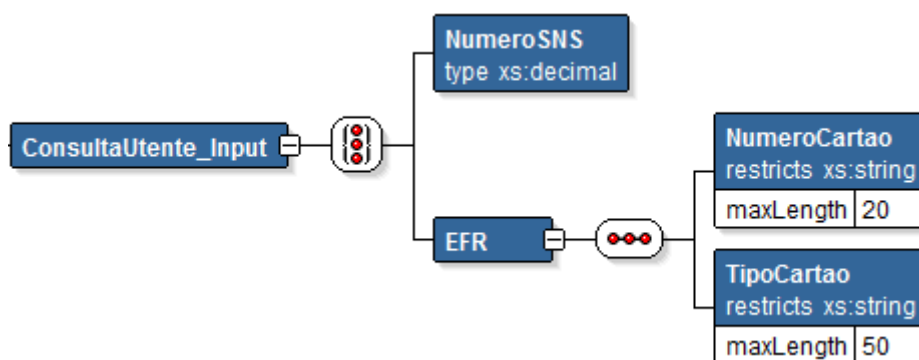 NumeroSNS
type xs:decimal
ConsultaUtente_Input
NumeroCartao
restricts xs:string
maxLength 20
EFR
TipoCartao
restricts xs:string
maxLength 50